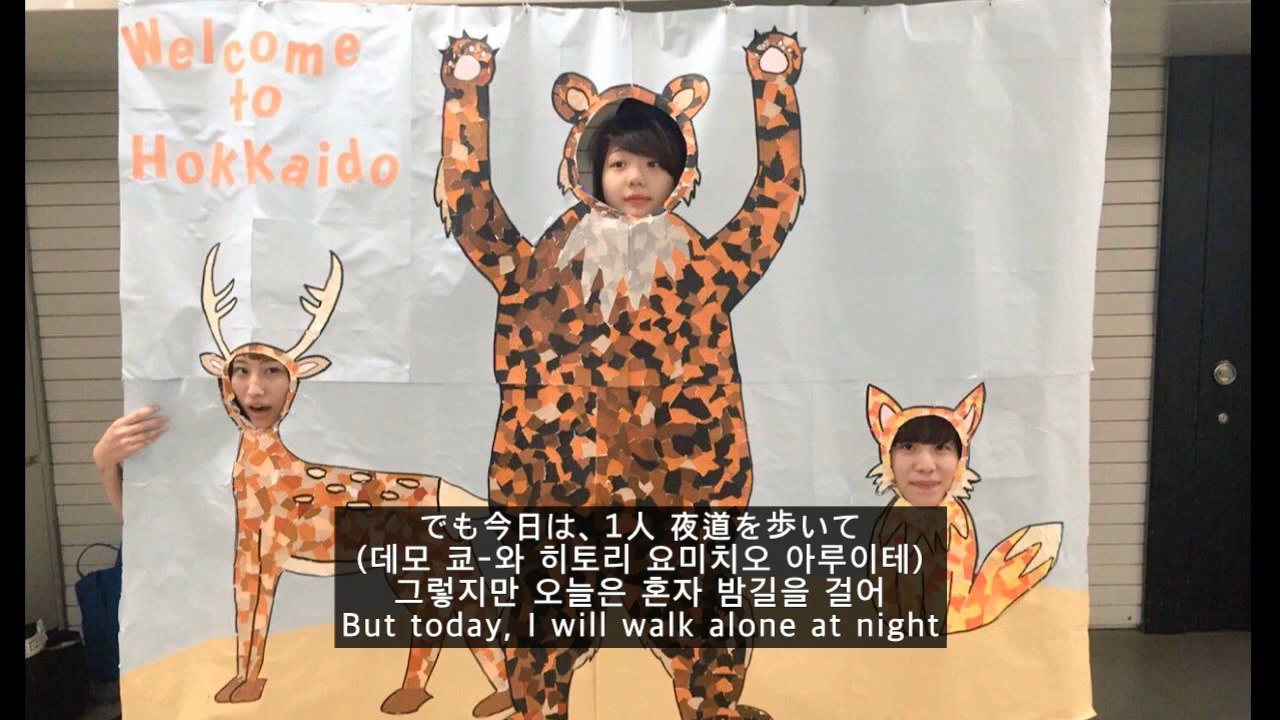 Welcome
to
HoKKaido
でも今日は、1人 夜道を歩いて
(데모 쿄-와 히토리 요미치오 아루이테)
그렇지만 오늘은 혼자 밤길을 걸어
But today, I will walk alone at night